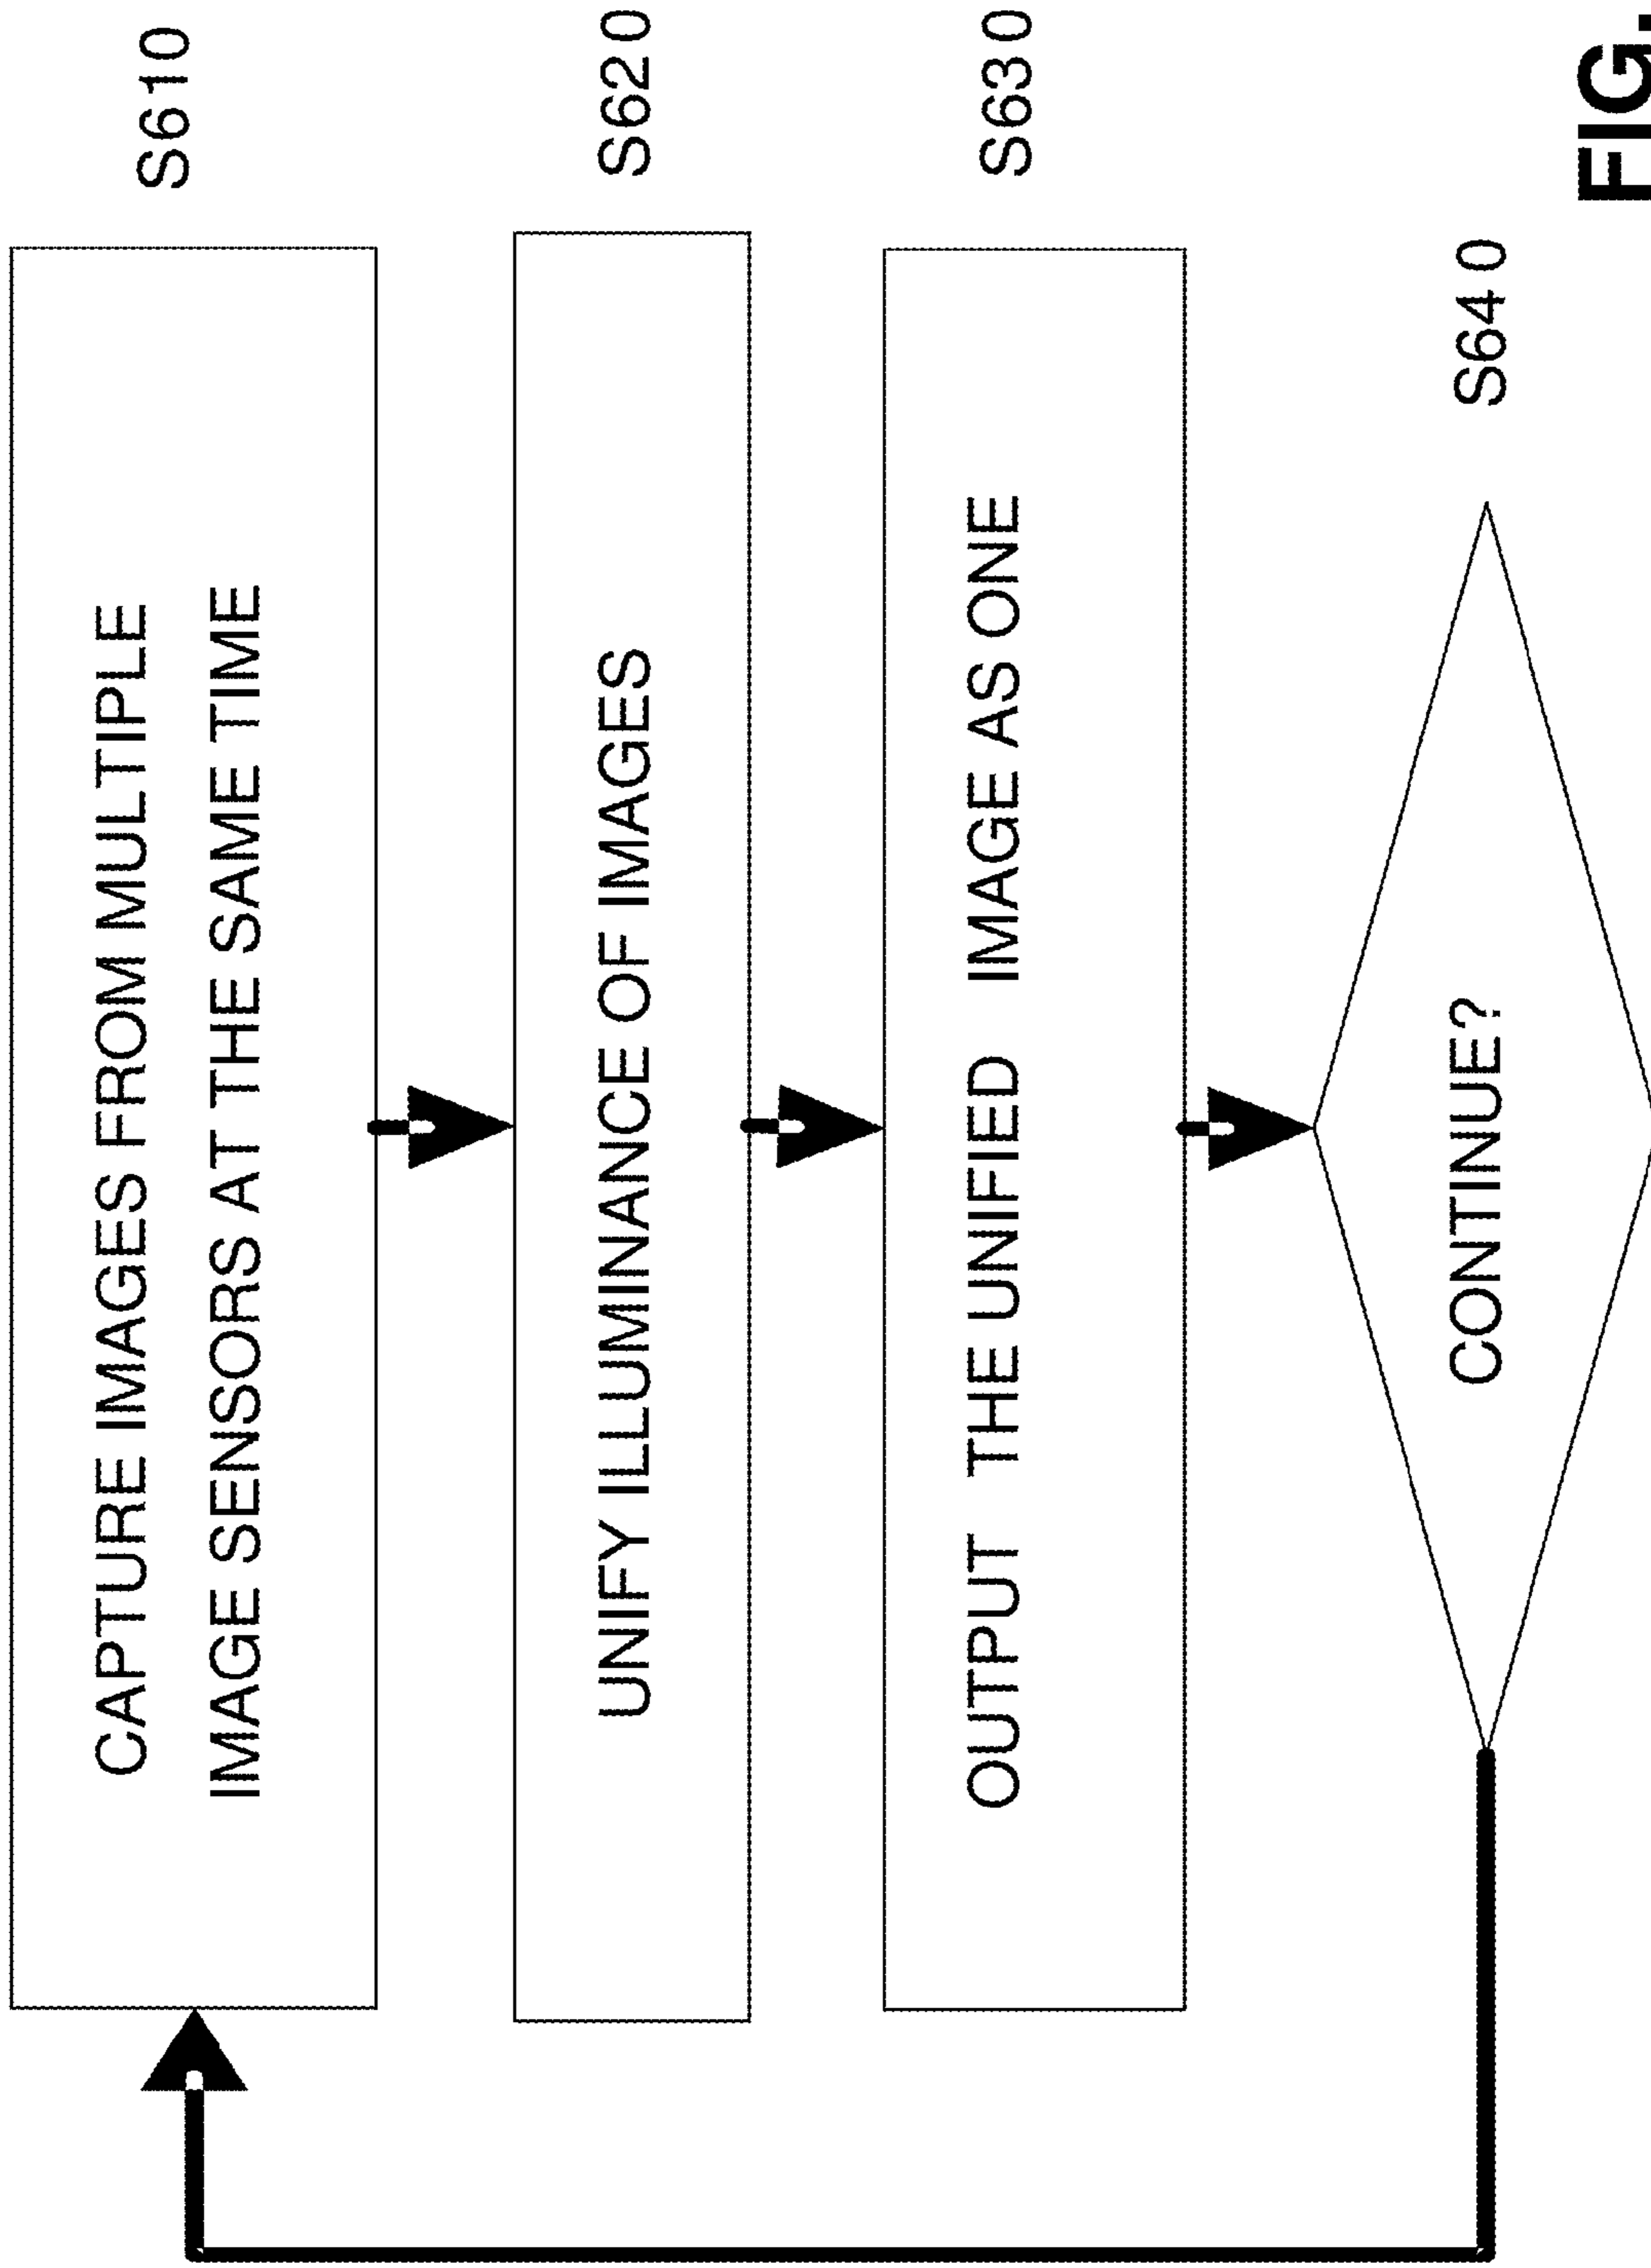 CAPTURE IMAGES FROM MULTIPLE
IMAGE SENSORS AT THE SAME TIME
S610
UNIFY ILLUMINANCE OF IMAGES
S620
OUTPUT THE UNIFIED IMAGE AS ONE
S630
CONTINUE?
S640
FIG.